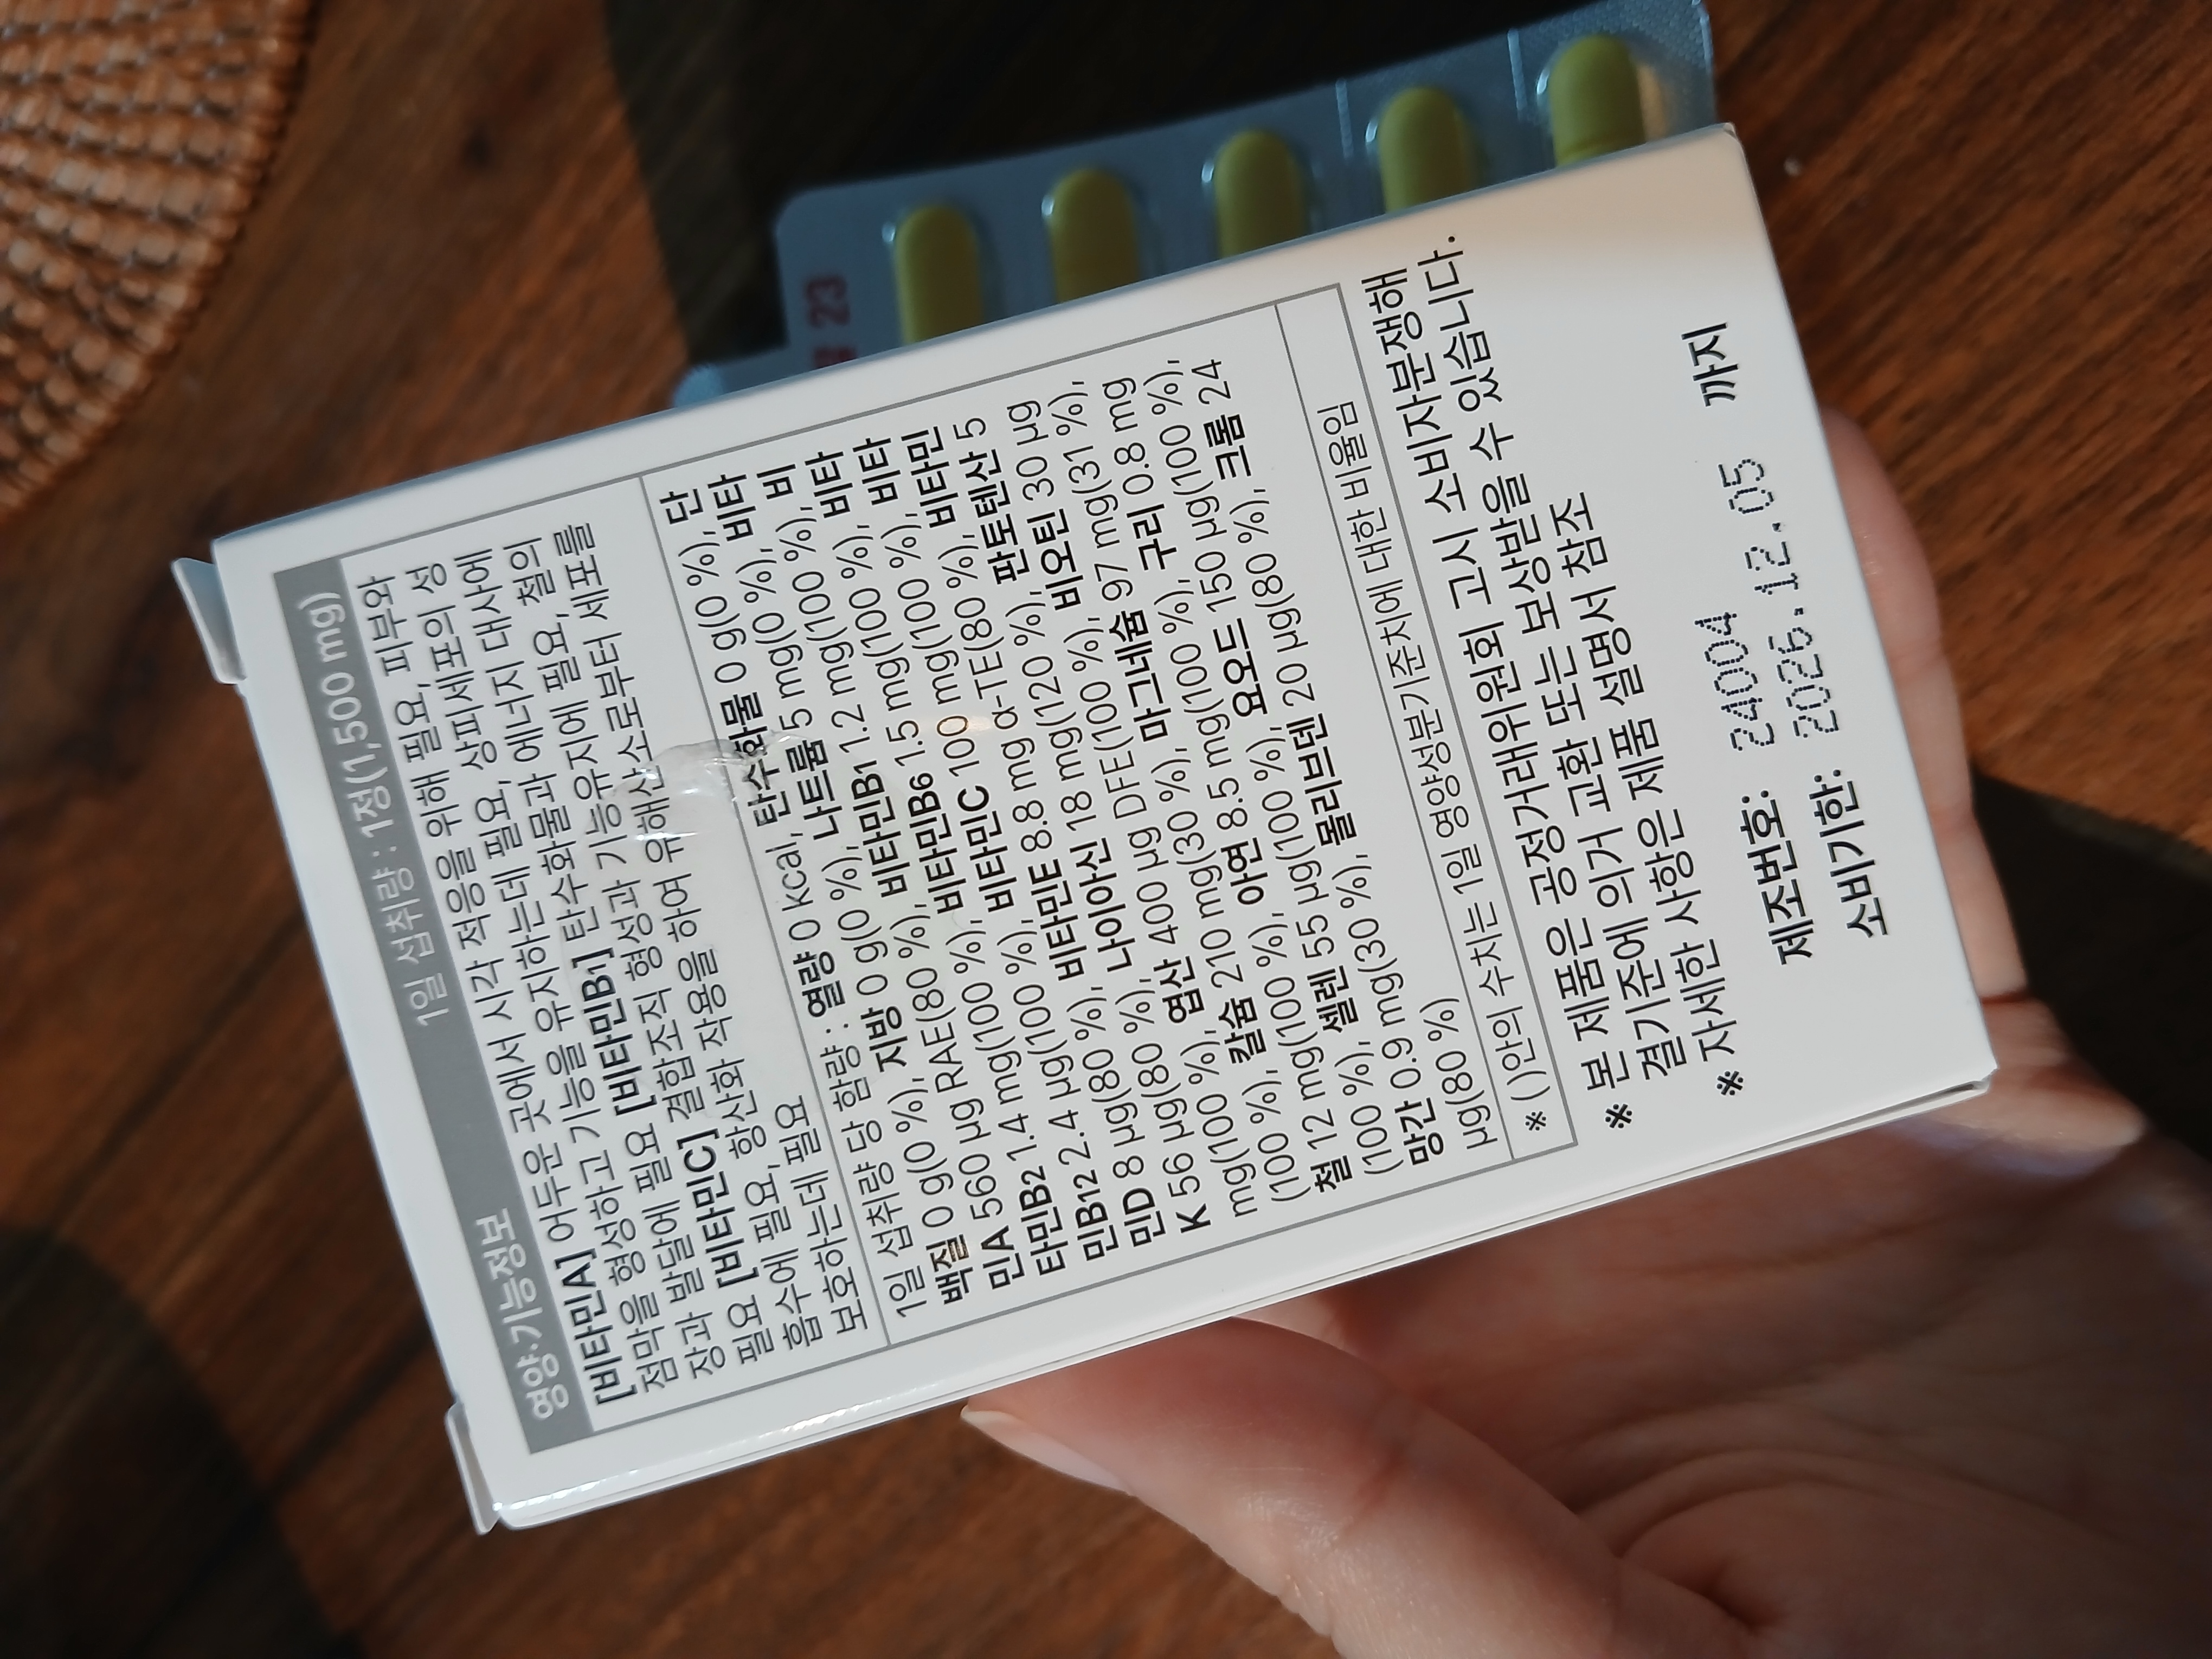 영양·기능정보 1일 섭취량 : 1정(1,500 mg)
[비타민A] 어두운 곳에서 시각 적응을 위해 필요, 피부와
점막을 형성하고 기능을 유지하는데 필요, 상피세포의 성
장과 발달에 필요 [비타민B1] 탄수화물과 에너지 대사에
필요 [비타민C] 결합조직 형성과 기능유지에 필요, 철의
흡수에 필요, 항산화 작용을 하여 유해산소로부터 세포를
보호하는데 필요
1일 섭취량 당 함량 : 열량 0 kcal, 탄수화물 0 g(0 %), 단
백질 0 g(0 %), 지방 0 g(0 %), 나트륨 5 mg(0 %), 비타
민A 560 µg RAE(80 %), 비타민B1 1.2 mg(100 %), 비
타민B2 1.4 mg(100 %), 비타민B6 1.5 mg(100 %), 비타
민B12 2.4 µg(100 %), 비타민C 100 mg(100 %), 비타
민D 8 µg(80 %), 비타민E 8.8 mg α-TE(80 %), 비타민
K 56 µg(80 %), 나이아신 18 mg(120 %), 판토텐산 5
mg(100 %), 엽산 400 µg DFE(100 %), 비오틴 30 µg
(100 %), 칼슘 210 mg(30 %), 마그네슘 97 mg(31 %),
철 12 mg(100 %), 아연 8.5 mg(100 %), 구리 0.8 mg
(100 %), 셀렌 55 µg(100 %), 요오드 150 µg(100 %),
망간 0.9 mg(30 %), 몰리브덴 20 µg(80 %), 크롬 24
µg(80 %)
※ ( )안의 수치는 1일 영양성분기준치에 대한 비율임
※ 본 제품은 공정거래위원회 고시 소비자분쟁해
결기준에 의거 교환 또는 보상받을 수 있습니다.
※ 자세한 사항은 제품 설명서 참조
제조번호: 24004
소비기한: 2026.12.05 까지
23